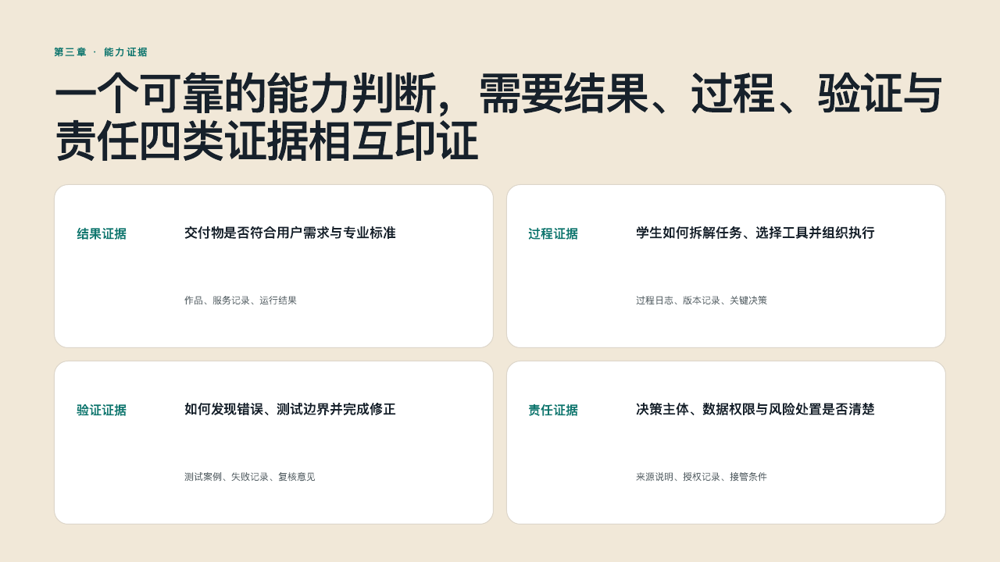 第三章 · 能力证据
一个可靠的能力判断，需要结果、过程、验证与
责任四类证据相互印证
结果证据
交付物是否符合用户需求与专业标准
作品、服务记录、运行结果
过程证据
学生如何拆解任务、选择工具并组织执行
过程日志、版本记录、关键决策
验证证据
如何发现错误、测试边界并完成修正
测试案例、失败记录、复核意见
责任证据
决策主体、数据权限与风险处置是否清楚
来源说明、授权记录、接管条件